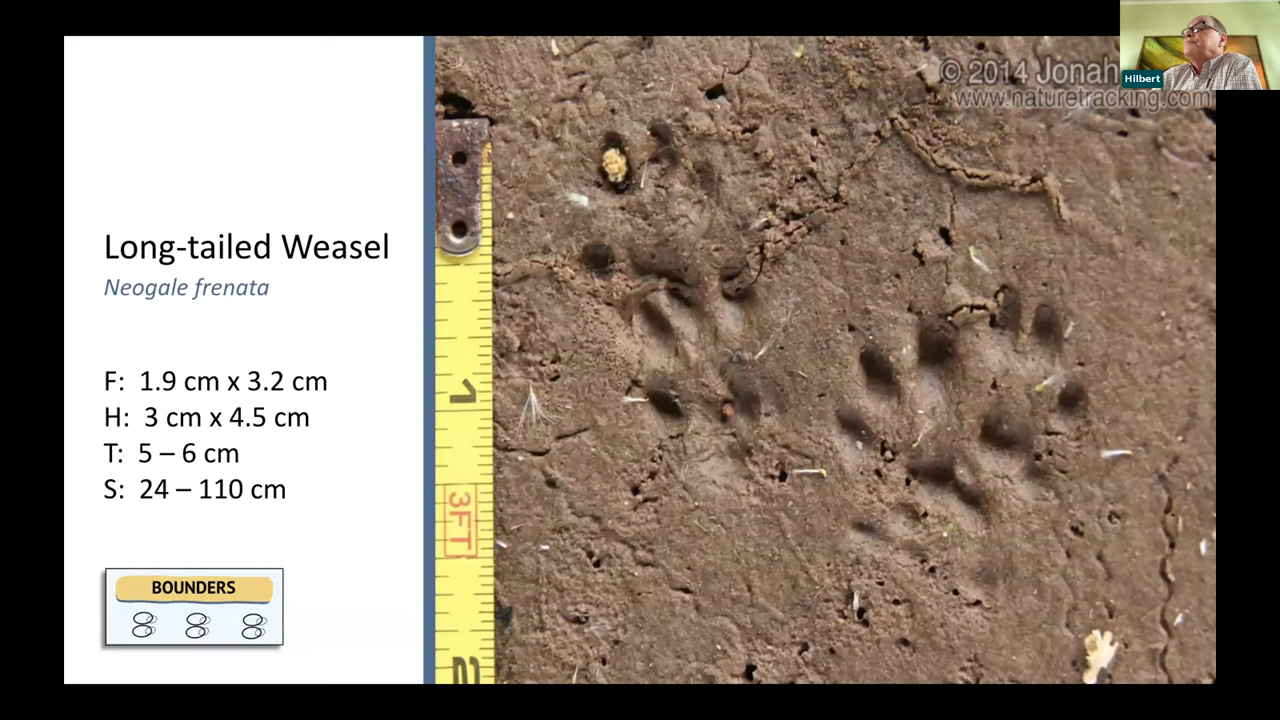 © 2014 Jonah
www.naturetracking.com
Hilbert
Long-tailed Weasel
Neogale frenata
F: 1.9 cm x 3.2 cm
H: 3 cm x 4.5 cm
T: 5 – 6 cm
S: 24 – 110 cm
BOUNDERS
1
3FT
2